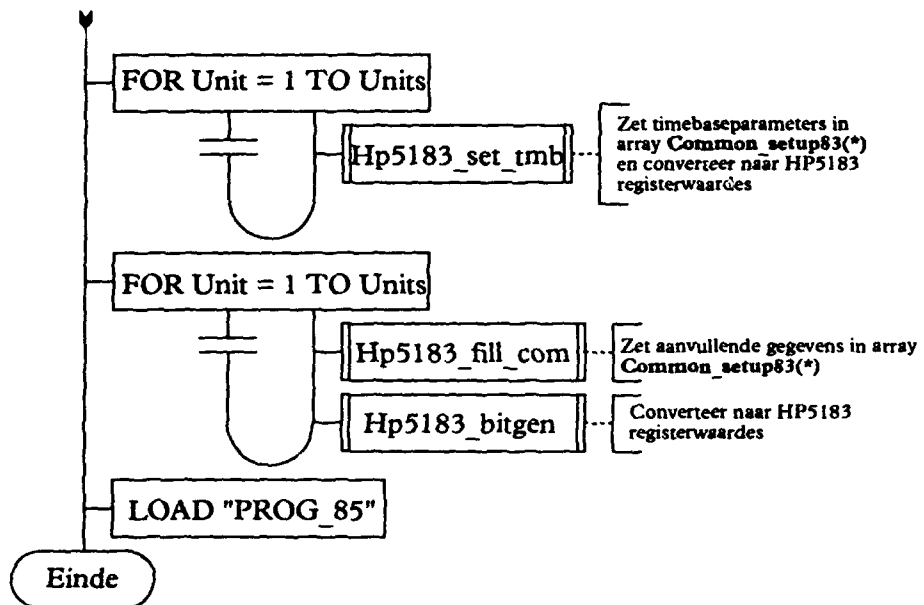 FOR Unit = 1 TO Units
Hp5183_set_tmb
Zet timebaseparameters in
array Common_setup83(*)
en converteer naar HP5183
registerwaardes
FOR Unit = 1 TO Units
Hp5183_fill_com
Zet aanvullende gegevens in array
Common_setup83(*)
Hp5183_bitgen
Converteer naar HP5183
registerwaardes
LOAD "PROG_85"
Einde